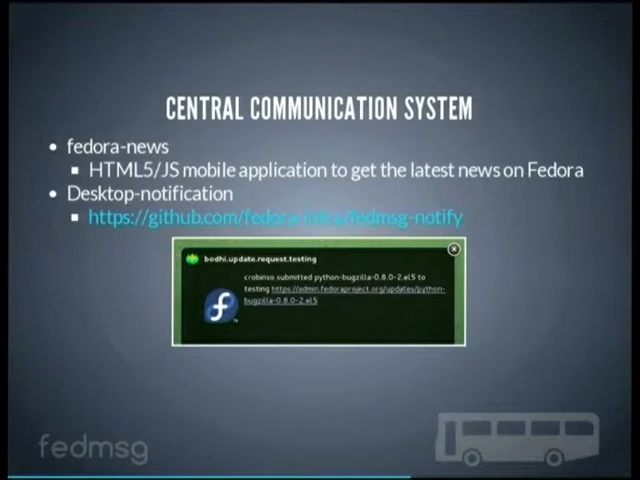 CENTRAL COMMUNICATION SYSTEM
fedora-news
HTML5/JS mobile application to get the latest news on Fedora
Desktop-notification
https://github.com/fedora-infra/fedmsg-notify
bodhi.update.request.testing
crobinso submitted python-bugzilla-0.8.0-2.el5 to
testing https://admin.fedoraproject.org/updates/python-
bugzilla-0.8.0-2.el5
fedmsg